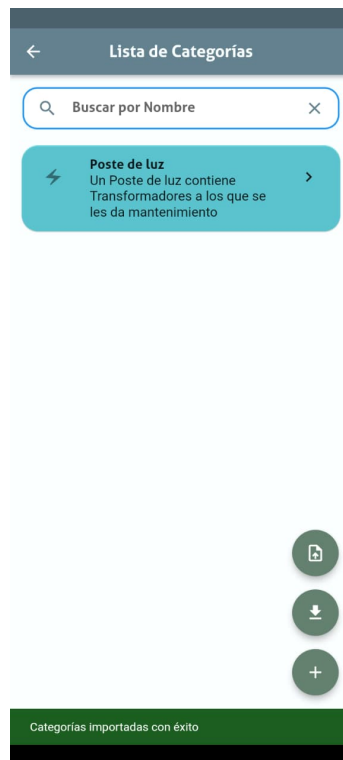 Lista de Categorías
Buscar por Nombre
Poste de luz
Un Poste de luz contiene
Transformadores a los que se
les da mantenimiento
Categorías importadas con éxito